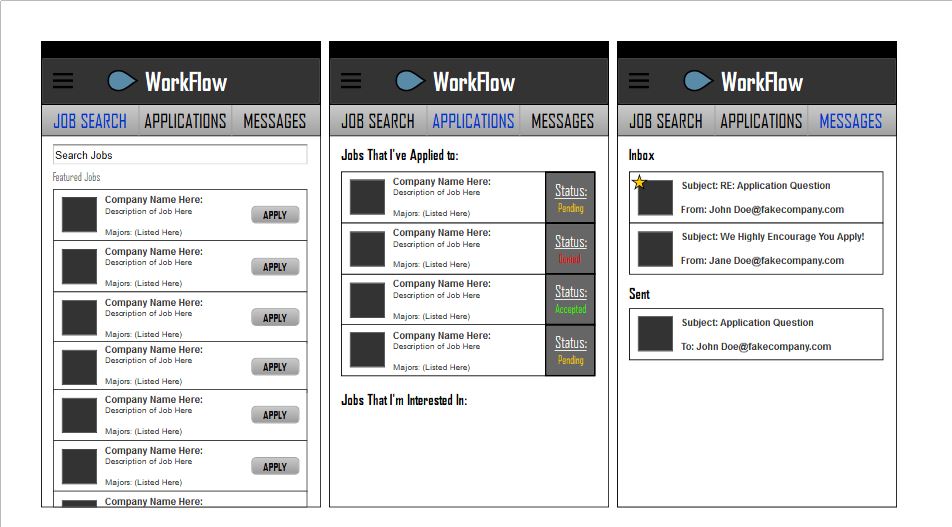 WorkFlow
JOB SEARCH APPLICATIONS MESSAGES
Search Jobs
Featured Jobs
Company Name Here:
Description of Job Here
Majors: (Listed Here)
APPLY
Company Name Here:
Description of Job Here
Majors: (Listed Here)
APPLY
Company Name Here:
Description of Job Here
Majors: (Listed Here)
APPLY
Company Name Here:
Description of Job Here
Majors: (Listed Here)
APPLY
Company Name Here:
Description of Job Here
Majors: (Listed Here)
APPLY
Company Name Here:
Description of Job Here
Majors: (Listed Here)
APPLY
Company Name Here:
Description of Job Here
WorkFlow
JOB SEARCH APPLICATIONS MESSAGES
Jobs That I've Applied to:
Company Name Here:
Description of Job Here
Majors: (Listed Here)
Status:
Pending
Company Name Here:
Description of Job Here
Majors: (Listed Here)
Status:
Denied
Company Name Here:
Description of Job Here
Majors: (Listed Here)
Status:
Accepted
Company Name Here:
Description of Job Here
Majors: (Listed Here)
Status:
Pending
Jobs That I'm Interested In:
WorkFlow
JOB SEARCH APPLICATIONS MESSAGES
Inbox
Subject: RE: Application Question
From: John Doe@fakecompany.com
Subject: We Highly Encourage You Apply!
From: Jane Doe@fakecompany.com
Sent
Subject: Application Question
To: John Doe@fakecompany.com